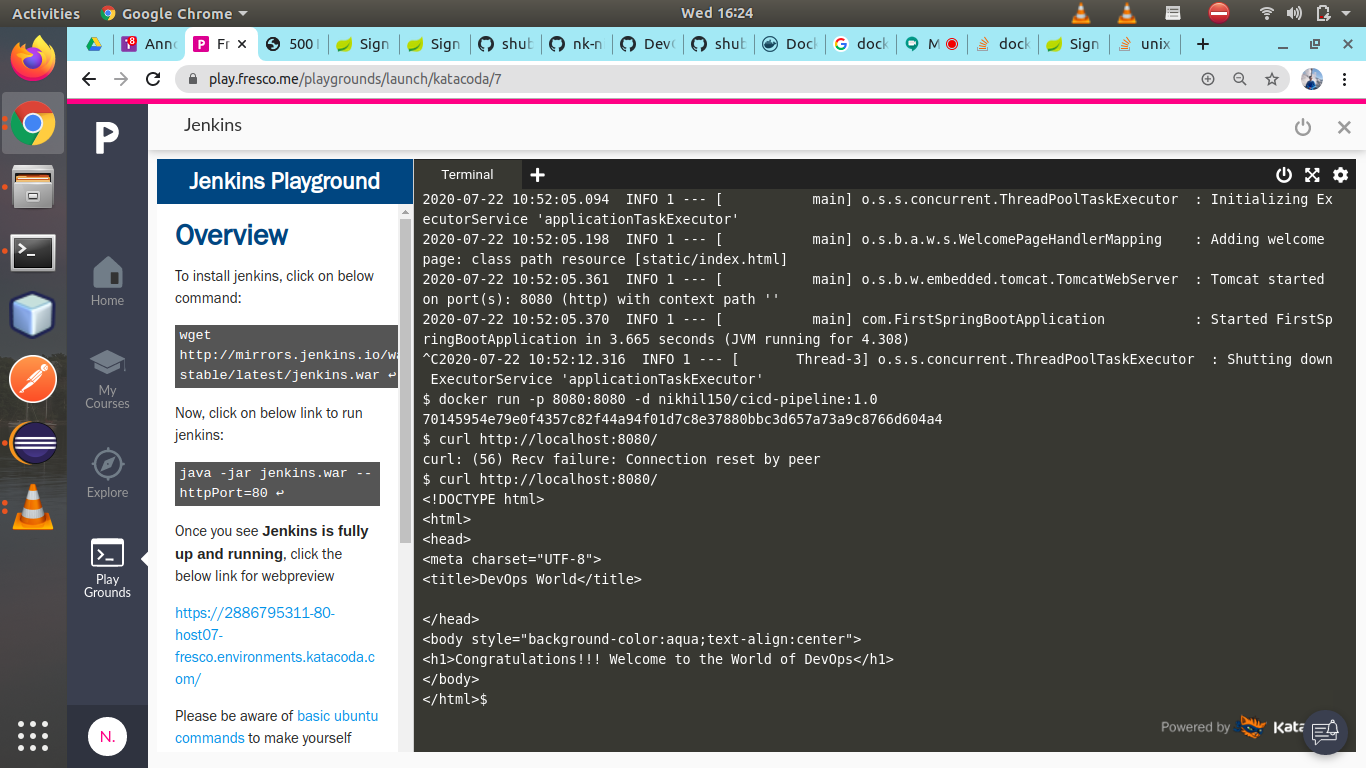 Activities
Google Chrome
Wed 16:24
Anno
Fr
500
Sign
Sign
shub
nk-n
Dev
shub
Dock
dock
M
dock
Sign
unix
play.fresco.me/playgrounds/launch/katacoda/7
Jenkins
Home
My
Courses
Explore
Play
Grounds
N.
Jenkins Playground
Overview
To install jenkins, click on below
command:
wget
http://mirrors.jenkins.io/wa
stable/latest/jenkins.war ↩
Now, click on below link to run
jenkins:
java -jar jenkins.war --
httpPort=80 ↩
Once you see Jenkins is fully
up and running, click the
below link for webpreview
https://2886795311-80-
host07-
fresco.environments.katacoda.c
om/
Please be aware of basic ubuntu
commands to make yourself
Terminal
2020-07-22 10:52:05.094  INFO 1 --- [           main] o.s.s.concurrent.ThreadPoolTaskExecutor  : Initializing Ex
ecutorService 'applicationTaskExecutor'
2020-07-22 10:52:05.198  INFO 1 --- [           main] o.s.b.a.w.s.WelcomePageHandlerMapping    : Adding welcome
page: class path resource [static/index.html]
2020-07-22 10:52:05.361  INFO 1 --- [           main] o.s.b.w.embedded.tomcat.TomcatWebServer  : Tomcat started
on port(s): 8080 (http) with context path ''
2020-07-22 10:52:05.370  INFO 1 --- [           main] com.FirstSpringBootApplication           : Started FirstSp
ringBootApplication in 3.665 seconds (JVM running for 4.308)
^C2020-07-22 10:52:12.316  INFO 1 --- [       Thread-3] o.s.s.concurrent.ThreadPoolTaskExecutor  : Shutting down
 ExecutorService 'applicationTaskExecutor'
$ docker run -p 8080:8080 -d nikhil150/cicd-pipeline:1.0
70145954e79e0f4357c82f44a94f01d7c8e37880bbc3d657a73a9c8766d604a4
$ curl http://localhost:8080/
curl: (56) Recv failure: Connection reset by peer
$ curl http://localhost:8080/
<!DOCTYPE html>
<html>
<head>
<meta charset="UTF-8">
<title>DevOps World</title>
</head>
<body style="background-color:aqua;text-align:center">
<h1>Congratulations!!! Welcome to the World of DevOps</h1>
</body>
</html>$
Powered by Kata